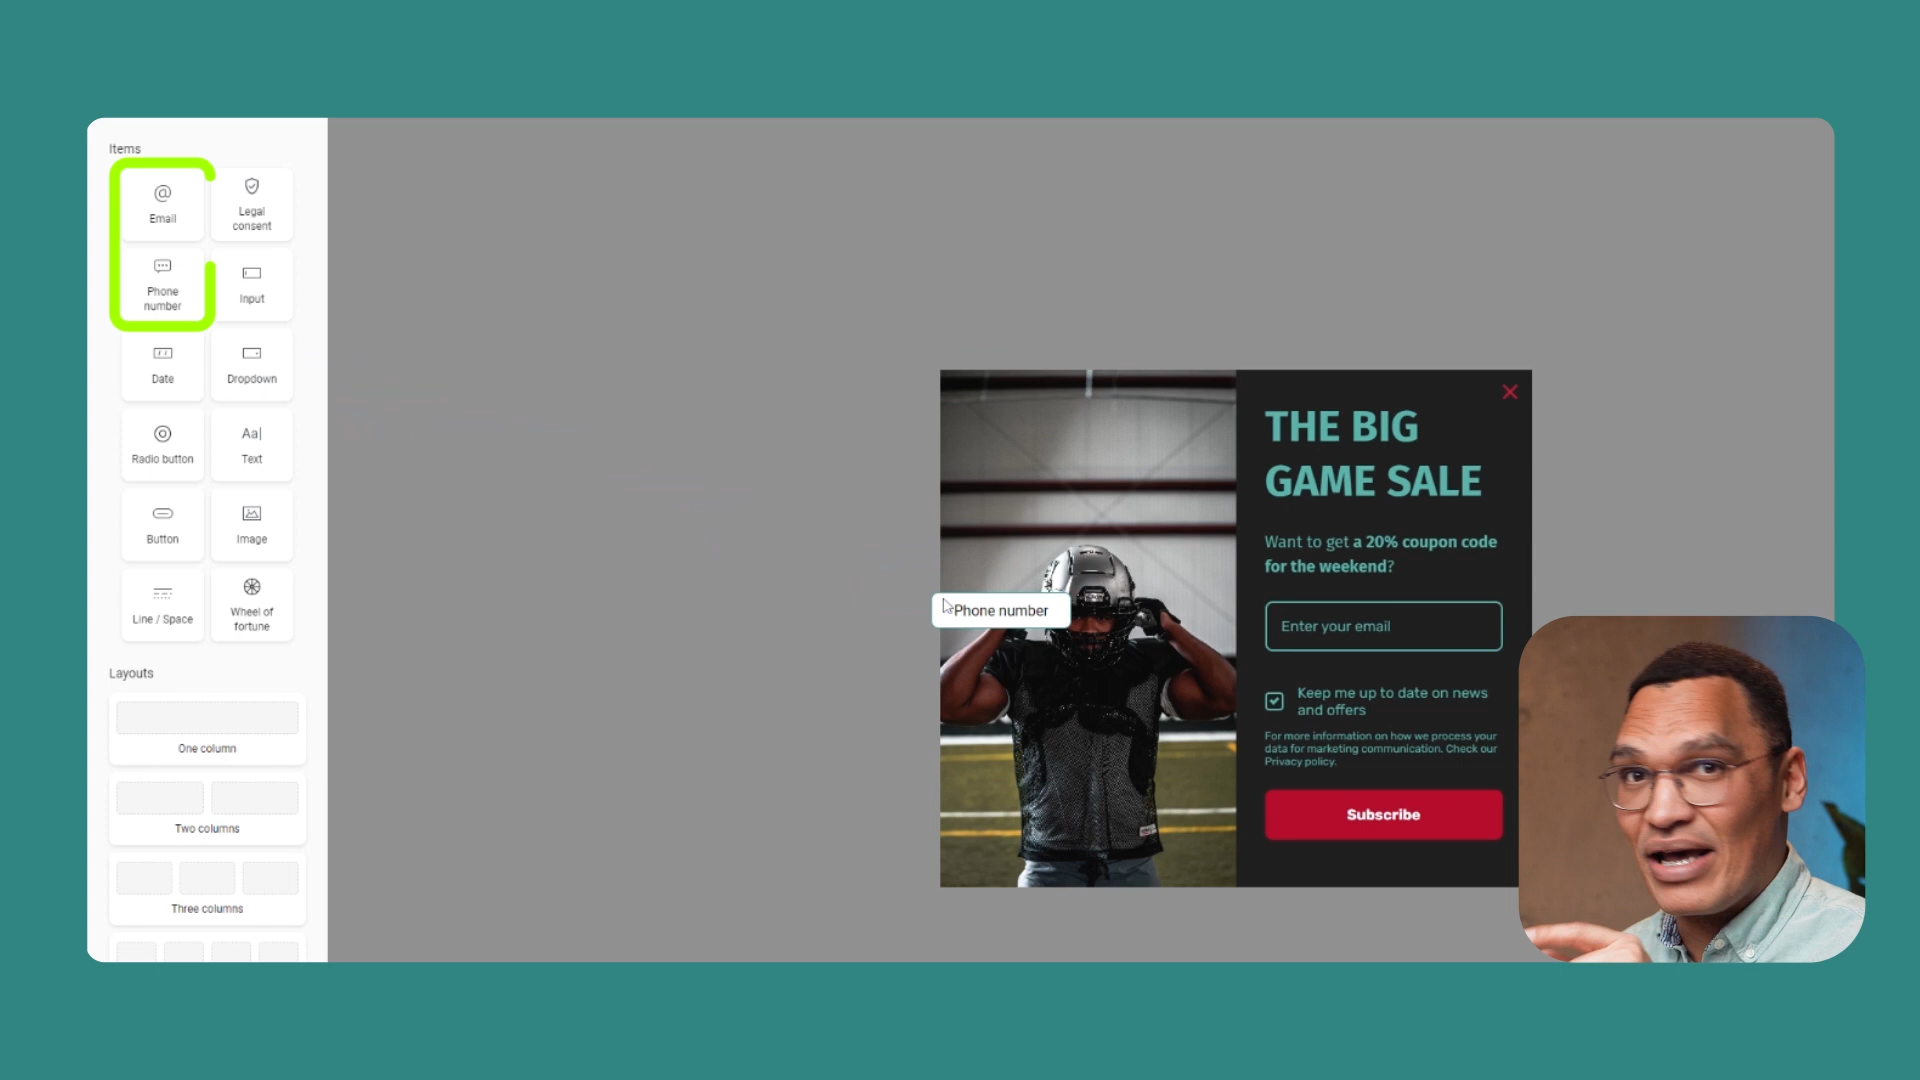 Items
Email
Legal
consent
Phone
number
Input
Date
Dropdown
Radio button
Aa|
Text
Button
Image
Line / Space
Wheel of
fortune
Layouts
One column
Two columns
Three columns
Phone number
THE BIG
GAME SALE
Want to get a 20% coupon code
for the weekend?
Enter your email
Keep me up to date on news
and offers
For more information on how we process your
data for marketing communication. Check our
Privacy policy.
Subscribe